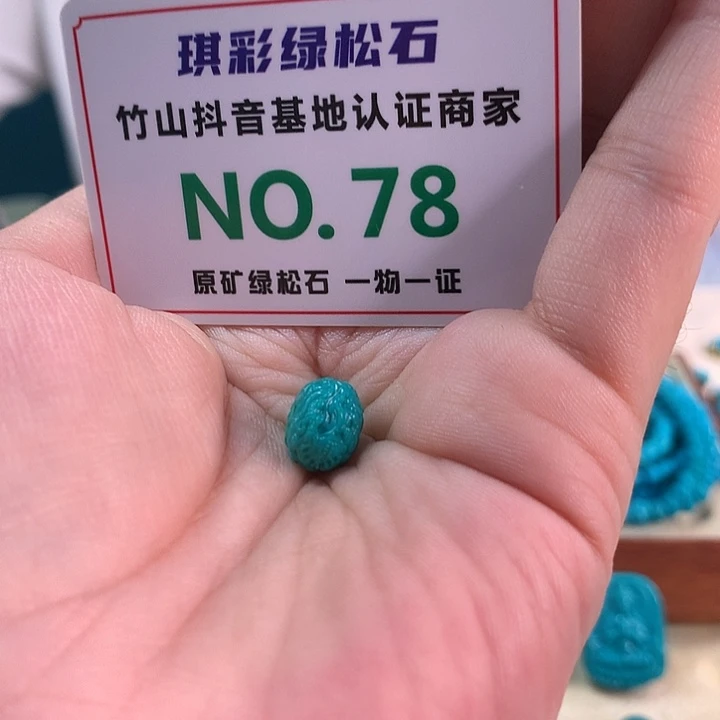 琪彩绿松石
竹山抖音基地认证商家
NO.78
原矿绿松石 一物一证